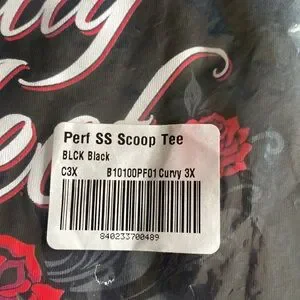 Perf SS Scoop Tee
BLCK Black
C3X B10100PF01 Curvy 3X
840233700489